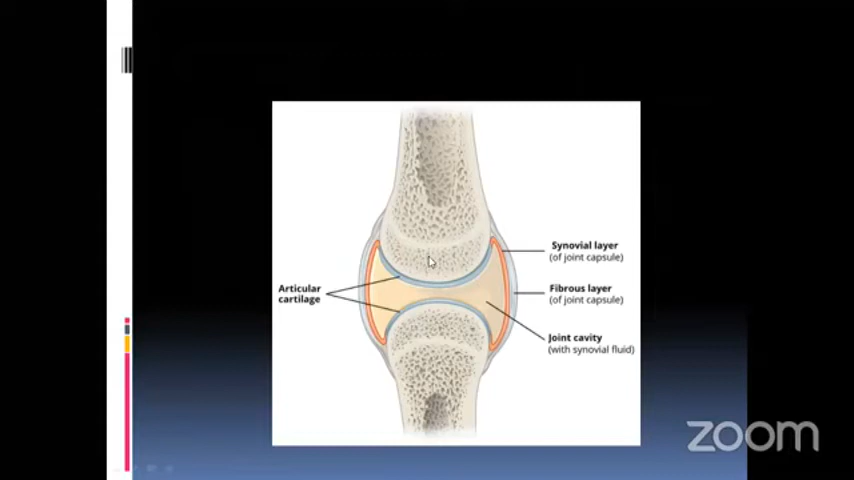 Synovial layer
(of joint capsule)
Articular
cartilage
Fibrous layer
(of joint capsule)
Joint cavity
(with synovial fluid)
zoom